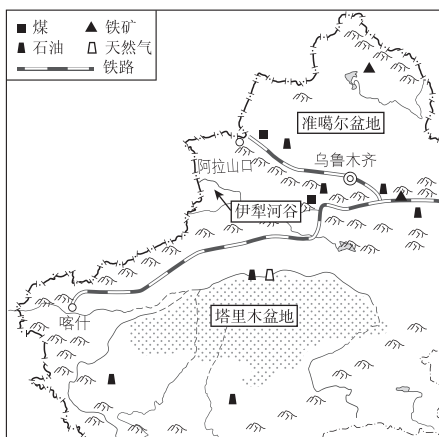 煤 铁矿
石油 天然气
铁路
准噶尔盆地
阿拉山口
乌鲁木齐
伊犁河谷
喀什
塔里木盆地